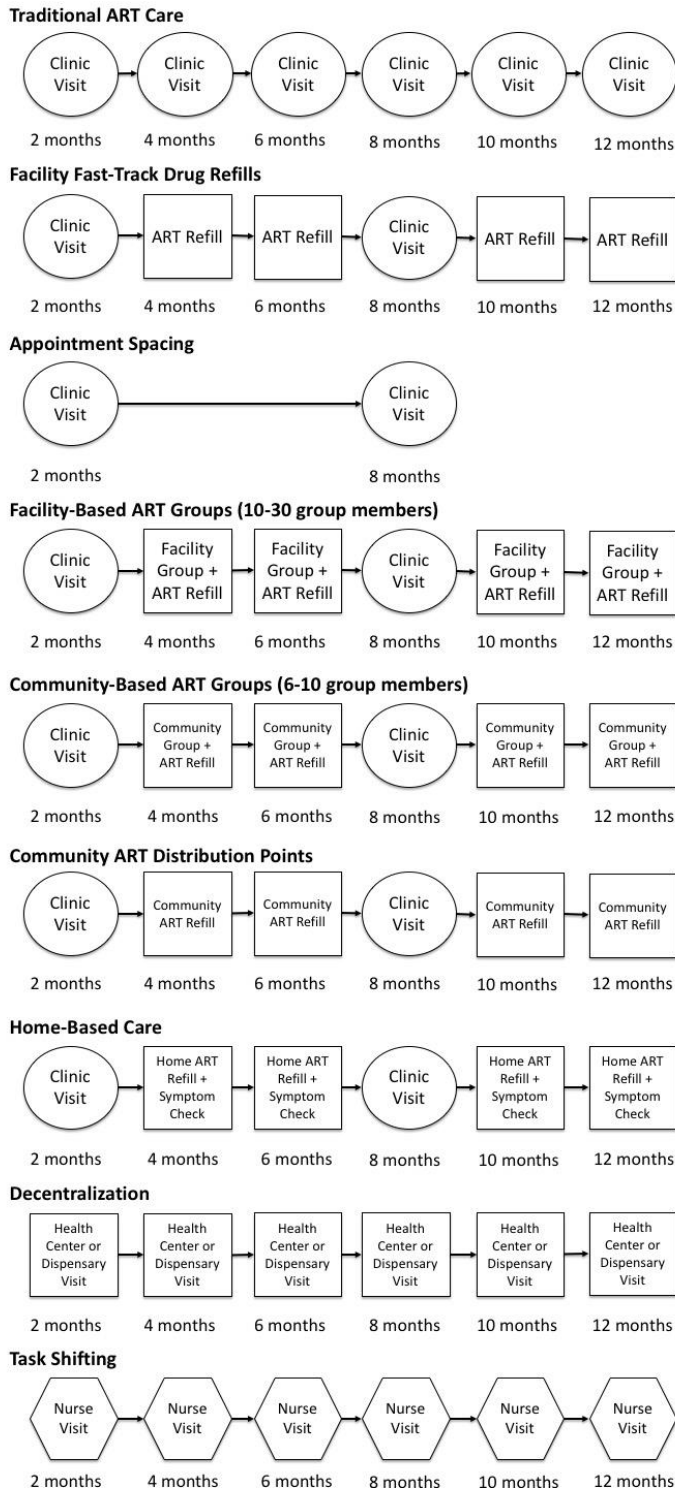 Traditional ART Care
Clinic Visit Clinic Visit Clinic Visit Clinic Visit Clinic Visit Clinic Visit
2 months 4 months 6 months 8 months 10 months 12 months
Facility Fast-Track Drug Refills
Clinic Visit ART Refill ART Refill Clinic Visit ART Refill ART Refill
2 months 4 months 6 months 8 months 10 months 12 months
Appointment Spacing
Clinic Visit Clinic Visit
2 months 8 months
Facility-Based ART Groups (10-30 group members)
Clinic Visit Facility Group + ART Refill Facility Group + ART Refill Clinic Visit Facility Group + ART Refill Facility Group + ART Refill
2 months 4 months 6 months 8 months 10 months 12 months
Community-Based ART Groups (6-10 group members)
Clinic Visit Community Group + ART Refill Community Group + ART Refill Clinic Visit Community Group + ART Refill Community Group + ART Refill
2 months 4 months 6 months 8 months 10 months 12 months
Community ART Distribution Points
Clinic Visit Community ART Refill Community ART Refill Clinic Visit Community ART Refill Community ART Refill
2 months 4 months 6 months 8 months 10 months 12 months
Home-Based Care
Clinic Visit Home ART Refill + Symptom Check Home ART Refill + Symptom Check Clinic Visit Home ART Refill + Symptom Check Home ART Refill + Symptom Check
2 months 4 months 6 months 8 months 10 months 12 months
Decentralization
Health Center or Dispensary Visit Health Center or Dispensary Visit Health Center or Dispensary Visit Health Center or Dispensary Visit Health Center or Dispensary Visit Health Center or Dispensary Visit
2 months 4 months 6 months 8 months 10 months 12 months
Task Shifting
Nurse Visit Nurse Visit Nurse Visit Nurse Visit Nurse Visit Nurse Visit
2 months 4 months 6 months 8 months 10 months 12 months